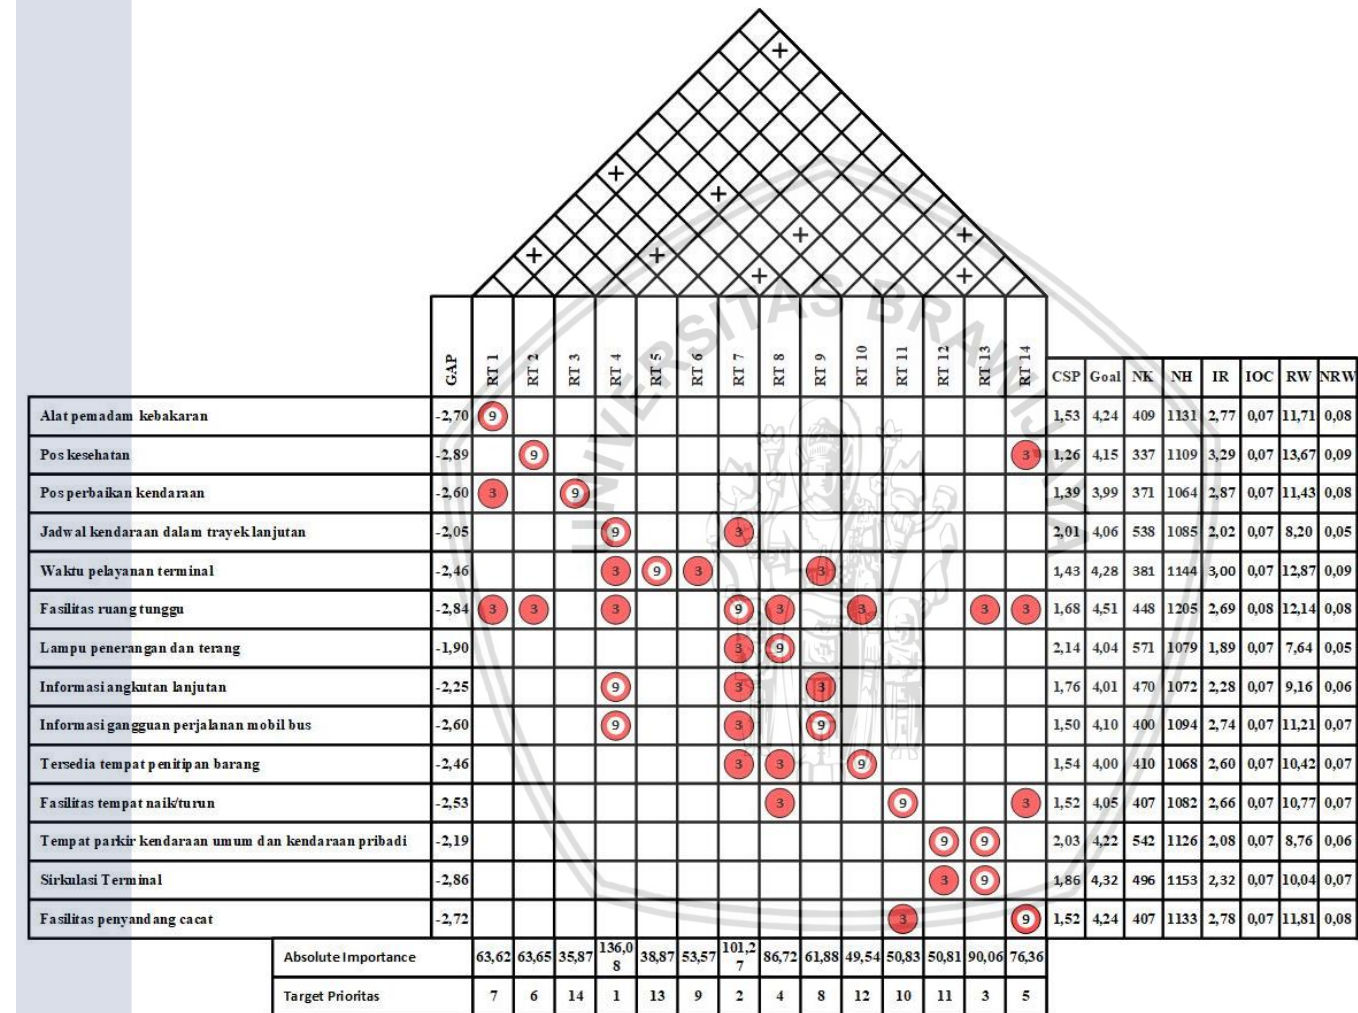 +
+
+
+ +
+ + +
+ +
GAP RT 1 RT 2 RT 3 RT 4 RT 5 RT 6 RT 7 RT 8 RT 9 RT 10 RT 11 RT 12 RT 13 RT 14 CSP Goal NK NH IR IOC RW NRW
Alat pemadam kebakaran -2,70 9 1,53 4,24 409 1131 2,77 0,07 11,71 0,08
Pos kesehatan -2,89 9 3 1,26 4,15 337 1109 3,29 0,07 13,67 0,09
Pos perbaikan kendaraan -2,60 3 9 1,39 3,99 371 1064 2,87 0,07 11,43 0,08
Jadwal kendaraan dalam trayek lanjutan -2,05 9 3 2,01 4,06 538 1085 2,02 0,07 8,20 0,05
Waktu pelayanan terminal -2,46 3 9 3 3 1,43 4,28 381 1144 3,00 0,07 12,87 0,09
Fasilitas ruang tunggu -2,84 3 3 3 9 3 3 3 3 1,68 4,51 448 1205 2,69 0,08 12,14 0,08
Lampu penerangan dan terang -1,90 3 9 2,14 4,04 571 1079 1,89 0,07 7,64 0,05
Informasi angkutan lanjutan -2,25 9 3 3 1,76 4,01 470 1072 2,28 0,07 9,16 0,06
Informasi gangguan perjalanan mobil bus -2,60 9 3 9 1,50 4,10 400 1094 2,74 0,07 11,21 0,07
Tersedia tempat penitipan barang -2,46 3 3 9 1,54 4,00 410 1068 2,60 0,07 10,42 0,07
Fasilitas tempat naik/turun -2,53 3 9 3 1,52 4,05 407 1082 2,66 0,07 10,77 0,07
Tempat parkir kendaraan umum dan kendaraan pribadi -2,19 9 9 2,03 4,22 542 1126 2,08 0,07 8,76 0,06
Sirkulasi Terminal -2,86 3 9 1,86 4,32 496 1153 2,32 0,07 10,04 0,07
Fasilitas penyandang cacat -2,72 3 9 1,52 4,24 407 1133 2,78 0,07 11,81 0,08
Absolute Importance 63,62 63,65 35,87 136,08 38,87 53,57 101,27 86,72 61,88 49,54 50,83 50,81 90,06 76,36
Target Prioritas 7 6 14 1 13 9 2 4 8 12 10 11 3 5
UNIVERSITAS BRAWIJAYA